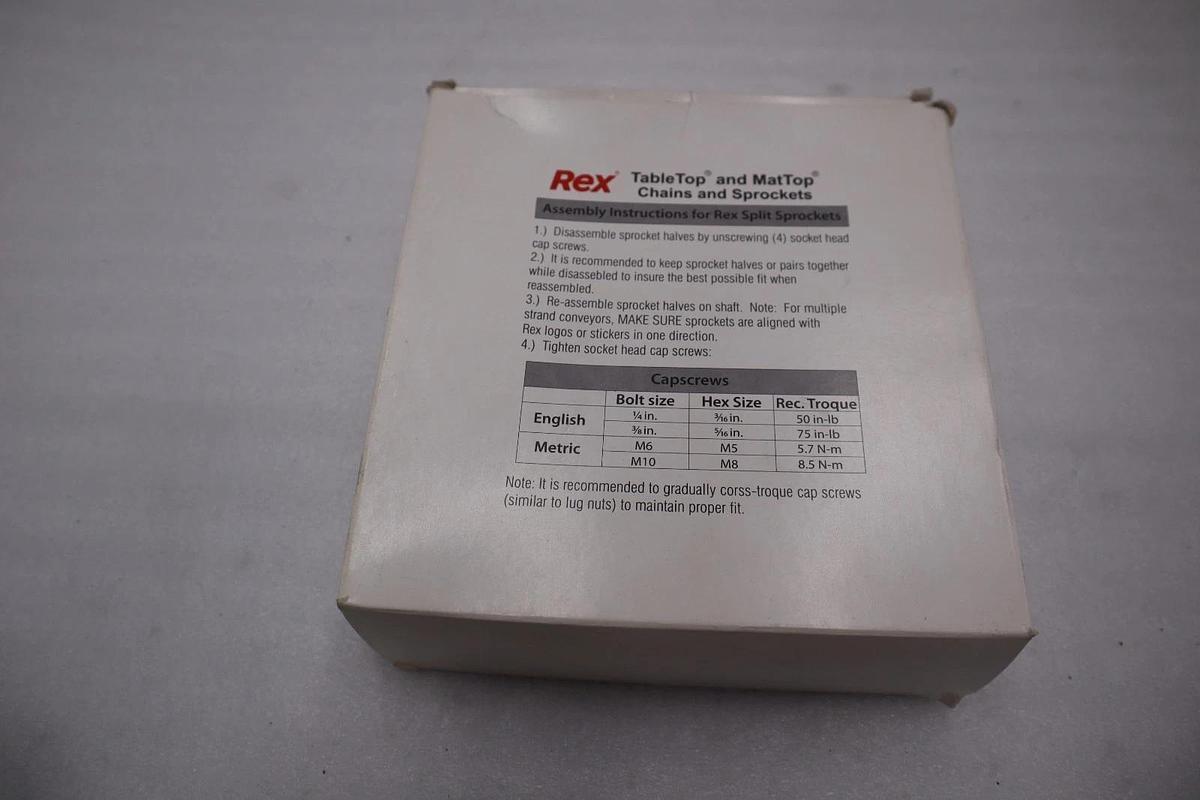 Rex® TableTop® and MatTop®
Chains and Sprockets
Assembly Instructions for Rex Split Sprockets
1.) Disassemble sprocket halves by unscrewing (4) socket head
cap screws.
2.) It is recommended to keep sprocket halves or pairs together
while disassebled to insure the best possible fit when
reassembled.
3.) Re-assemble sprocket halves on shaft. Note: For multiple
strand conveyors, MAKE SURE sprockets are aligned with
Rex logos or stickers in one direction.
4.) Tighten socket head cap screws:
Capscrews
Bolt size Hex Size Rec. Troque
English ¼ in. 3⁄16 in. 50 in-lb
⅜ in. 5⁄16 in. 75 in-lb
Metric M6 M5 5.7 N-m
M10 M8 8.5 N-m
Note: It is recommended to gradually corss-troque cap screws
(similar to lug nuts) to maintain proper fit.